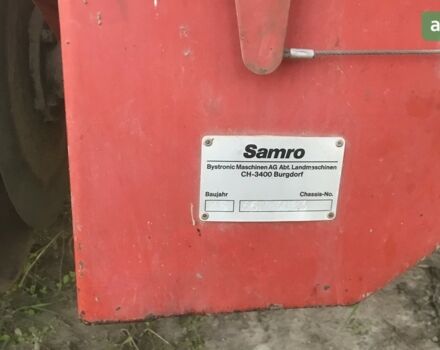 Samro
Bystronic Maschinen AG Abt. Landmaschinen
CH-3400 Burgdorf
Baujahr Chassis-No.